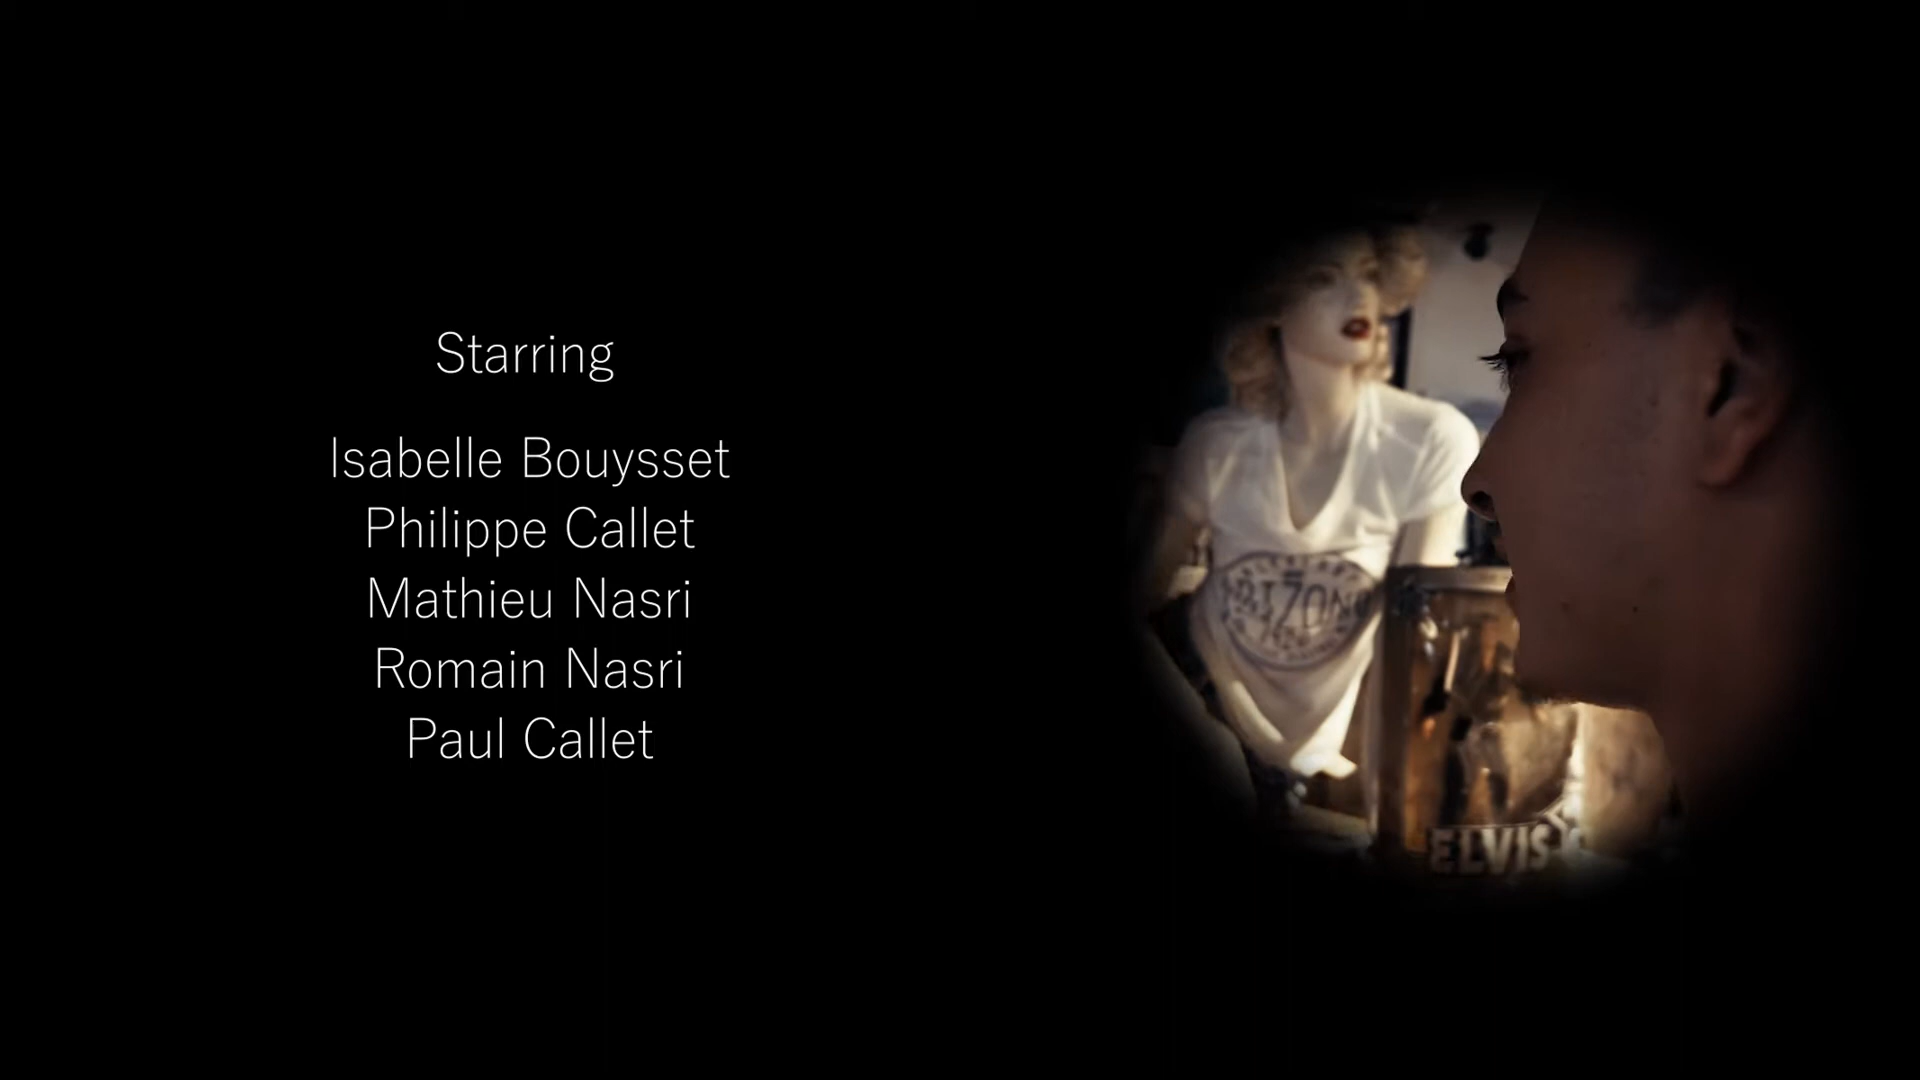 Starring
Isabelle Bouysset
Philippe Callet
Mathieu Nasri
Romain Nasri
Paul Callet
ELVIS